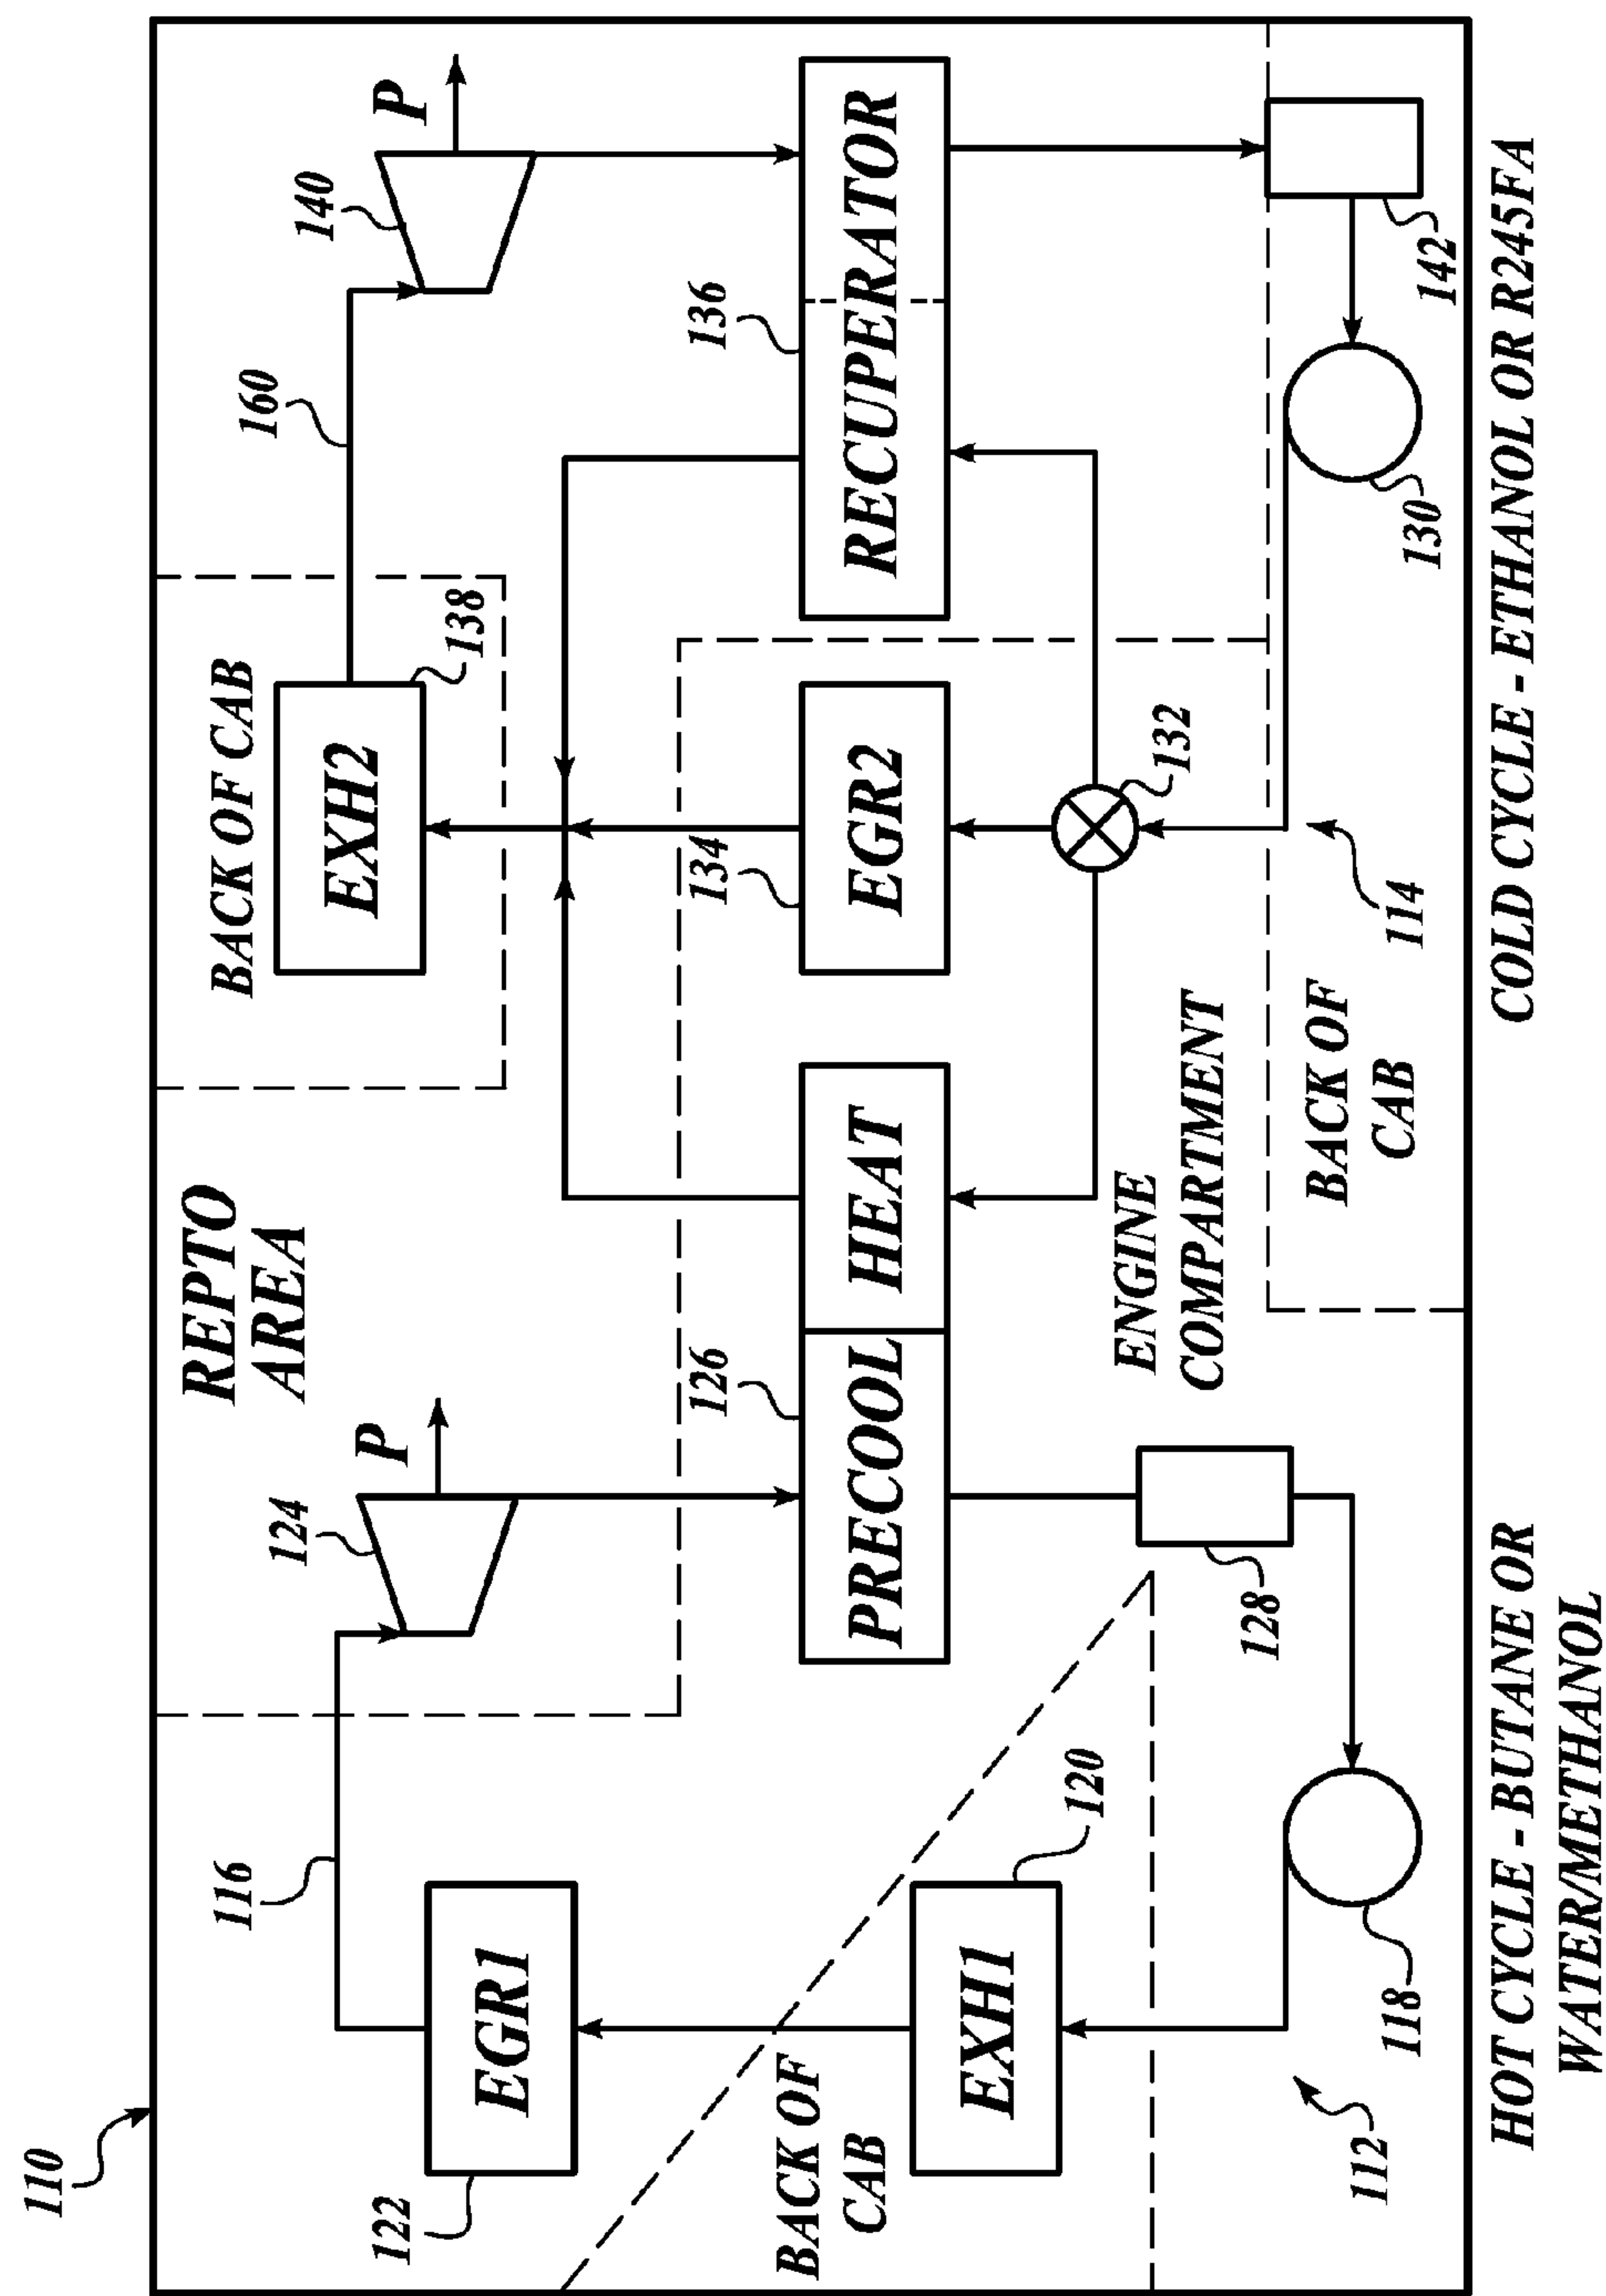 110
REPTO
AREA
BACK OF CAB
EXH2
138
160
140
P
116
124
P
EGR1
122
126
PRECOOL
HEAT
134
EGR2
136
RECUPERATOR
BACK OF
CAB
EXH1
120
128
ENGINE
COMPARTMENT
132
BACK OF
CAB
114
112
118
130
142
HOT CYCLE - BUTANE OR
WATER/METHANOL
COLD CYCLE - ETHANOL OR R245FA